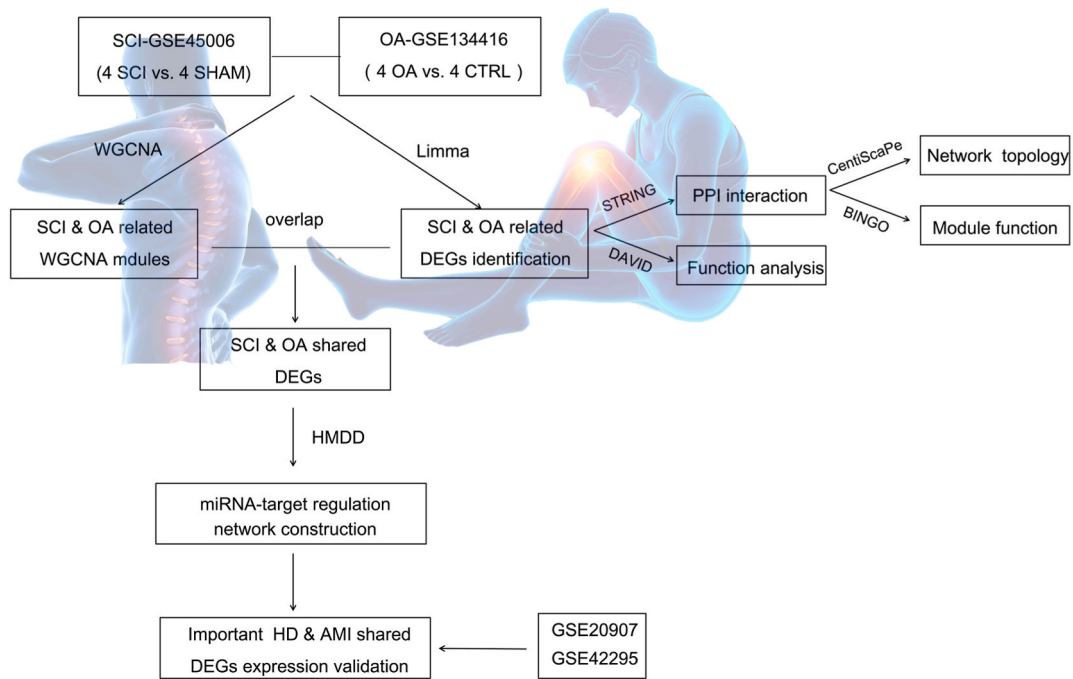 SCI-GSE45006
(4 SCI vs. 4 SHAM)
OA-GSE134416
( 4 OA vs. 4 CTRL )
WGCNA
Limma
SCI & OA related
WGCNA mdules
overlap
SCI & OA related
DEGs identification
STRING
DAVID
PPI interaction
Function analysis
CentiScaPe
BINGO
Network topology
Module function
SCI & OA shared
DEGs
HMDD
miRNA-target regulation
network construction
Important HD & AMI shared
DEGs expression validation
GSE20907
GSE42295